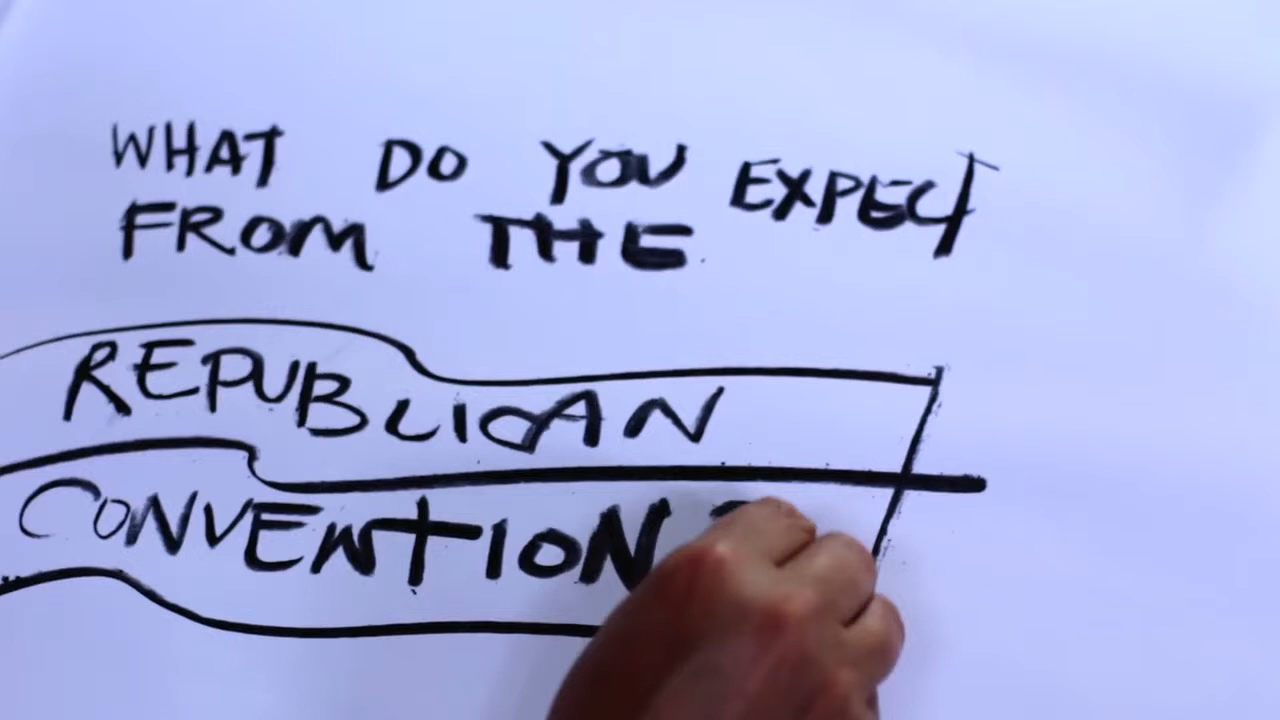 WHAT DO YOU EXPECT
FROM THE
REPUBLICAN
CONVENTION